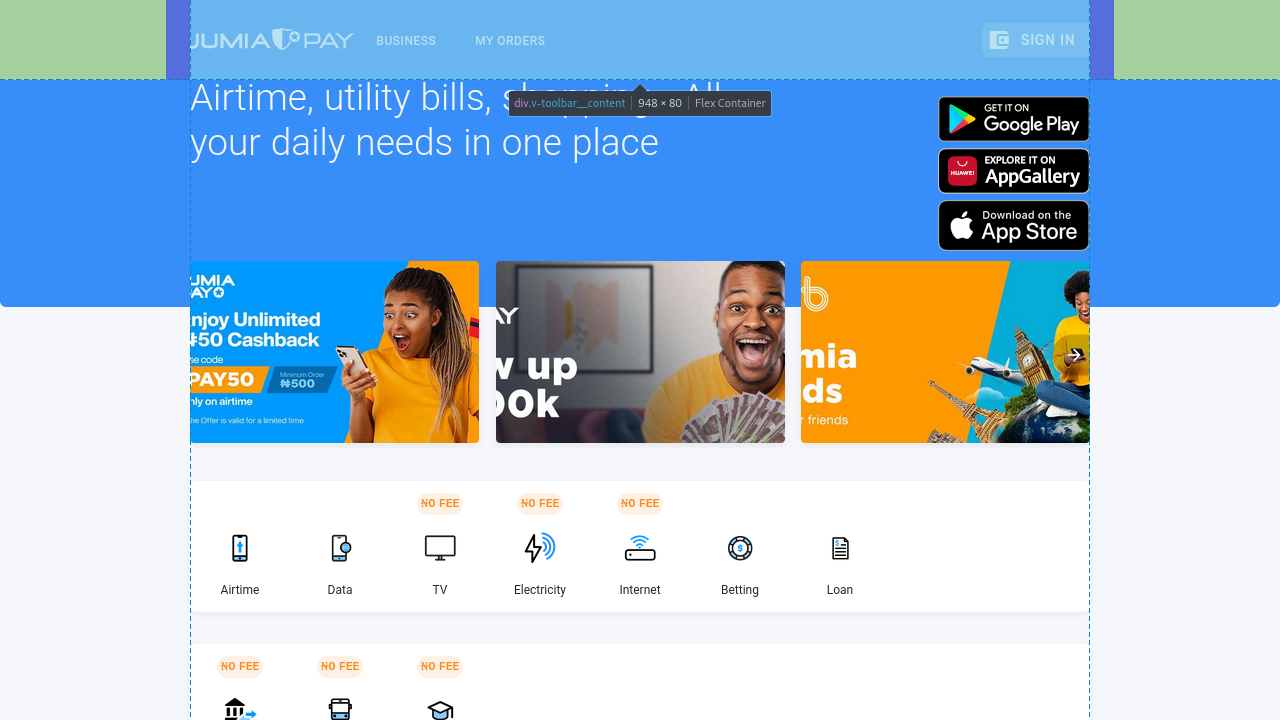 JUMIA PAY
BUSINESS
MY ORDERS
SIGN IN
Airtime, utility bills, shopping. All
your daily needs in one place
div.v-toolbar__content
948 × 80
Flex Container
GET IT ON
Google Play
EXPLORE IT ON
AppGallery
HUAWEI
Download on the
App Store
UMIA
AY
njoy Unlimited
₦50 Cashback
se code
PAY50
Minimum Order
₦500
nly on airtime
he Offer is valid for a limited time
AY
w up
00k
mia
ds
r friends
NO FEE
NO FEE
NO FEE
Airtime
Data
TV
Electricity
Internet
Betting
Loan
NO FEE
NO FEE
NO FEE